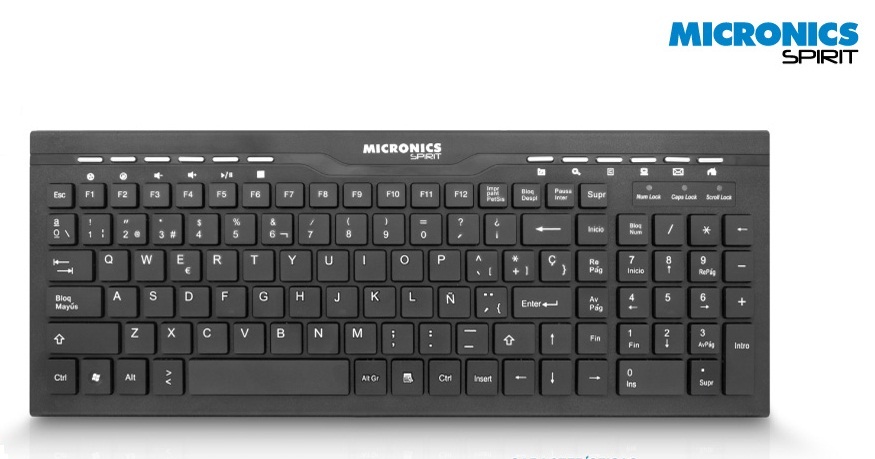 MICRONICS
SPIRIT
MICRONICS
SPIRIT
Esc F1 F2 F3 F4 F5 F6 F7 F8 F9 F10 F11 F12 Impr pant PetSis Bloq Despl Pausa Inter Supr Num Lock Caps Lock Scroll Lock
ª º \ ! 1 " 2 @ 3 # $ 4 % 5 & 6 ¬ / 7 ( 8 ) 9 = 0 ? ' ¿ ¡ ← Inicio Bloq Num / * ←
Q W E € R T Y U I O P ^ ` [ * + ] Ç } Re Pág 7 Inicio 8 ↑ 9 RePág −
Bloq Mayús A S D F G H J K L Ñ ¨ ´ { Enter Av Pág 4 ← 5 6 → +
⇧ Z X C V B N M ; , : . _ - ⇧ ↑ Fin 1 Fin 2 ↓ 3 AvPág Intro
Ctrl Alt > < Alt Gr Ctrl Insert ← ↓ → 0 Ins . Supr